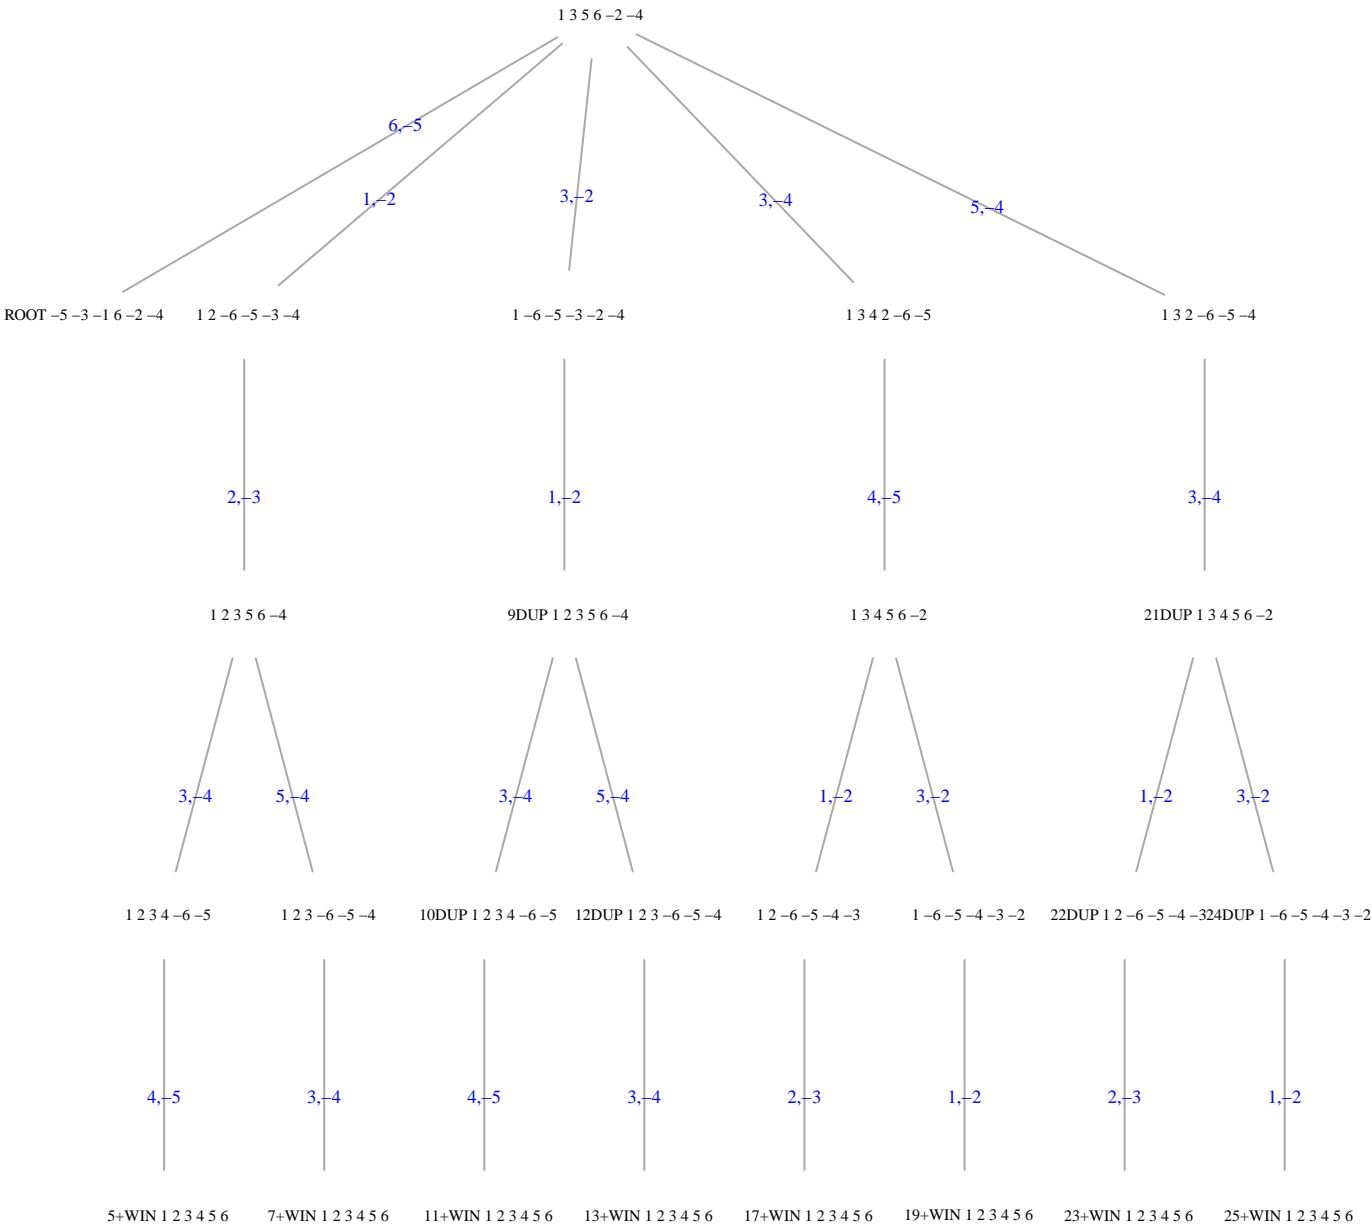 1 3 5 6 −2 −4
6,−5
1,−2
3,−2
3,−4
5,−4
ROOT −5 −3 −1 6 −2 −4
1 2 −6 −5 −3 −4
1 −6 −5 −3 −2 −4
1 3 4 2 −6 −5
1 3 2 −6 −5 −4
2,−3
1,−2
4,−5
3,−4
1 2 3 5 6 −4
9DUP 1 2 3 5 6 −4
1 3 4 5 6 −2
21DUP 1 3 4 5 6 −2
3,−4
5,−4
3,−4
5,−4
1,−2
3,−2
1,−2
3,−2
1 2 3 4 −6 −5
1 2 3 −6 −5 −4
10DUP 1 2 3 4 −6 −5
12DUP 1 2 3 −6 −5 −4
1 2 −6 −5 −4 −3
1 −6 −5 −4 −3 −2
22DUP 1 2 −6 −5 −4 −3
24DUP 1 −6 −5 −4 −3 −2
4,−5
3,−4
4,−5
3,−4
2,−3
1,−2
2,−3
1,−2
5+WIN 1 2 3 4 5 6
7+WIN 1 2 3 4 5 6
11+WIN 1 2 3 4 5 6
13+WIN 1 2 3 4 5 6
17+WIN 1 2 3 4 5 6
19+WIN 1 2 3 4 5 6
23+WIN 1 2 3 4 5 6
25+WIN 1 2 3 4 5 6